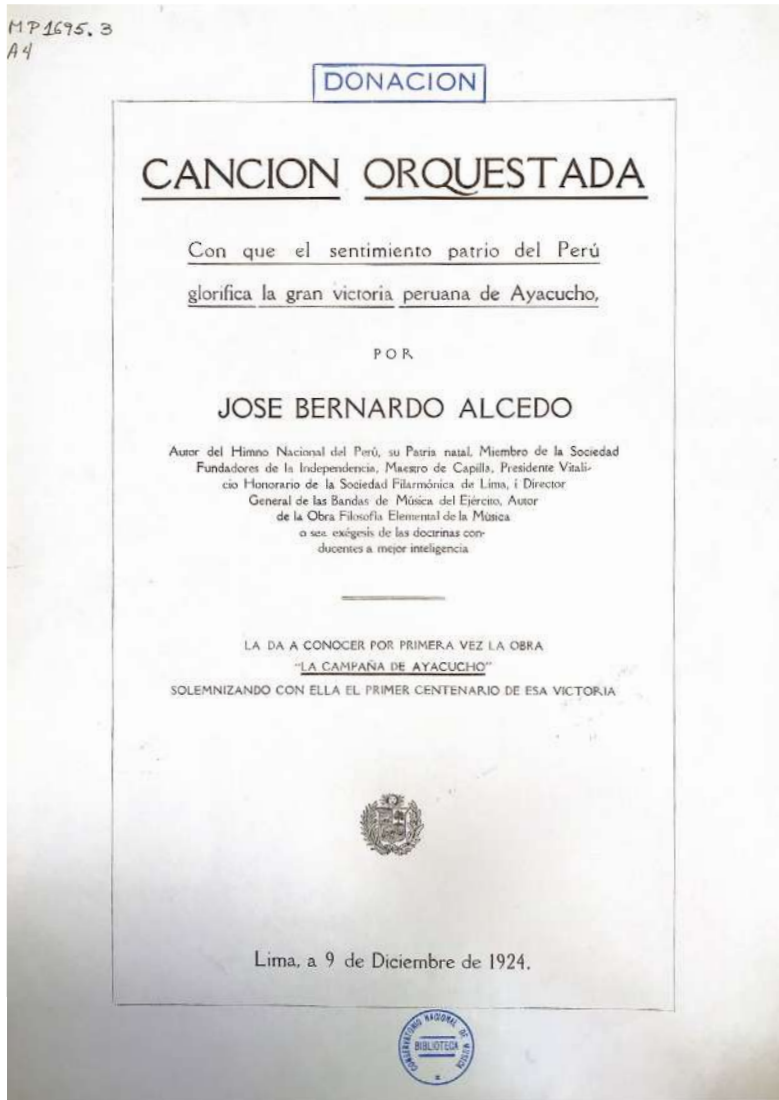 MP1695.3
A4
DONACION
CANCION ORQUESTADA
Con que el sentimiento patrio del Perú
glorifica la gran victoria peruana de Ayacucho,
POR
JOSE BERNARDO ALCEDO
Autor del Himno Nacional del Perú, su Patria natal, Miembro de la Sociedad
Fundadores de la Independencia, Maestro de Capilla, Presidente Vitali-
cio Honorario de la Sociedad Filarmónica de Lima, i Director
General de las Bandas de Música del Ejército, Autor
de la Obra Filosofía Elemental de la Música
o sea exégesis de las doctrinas con-
ducentes a mejor inteligencia
LA DA A CONOCER POR PRIMERA VEZ LA OBRA
"LA CAMPAÑA DE AYACUCHO"
SOLEMNIZANDO CON ELLA EL PRIMER CENTENARIO DE ESA VICTORIA
Lima, a 9 de Diciembre de 1924.
CONSERVATORIO NACIONAL DE MUSICA
BIBLIOTECA